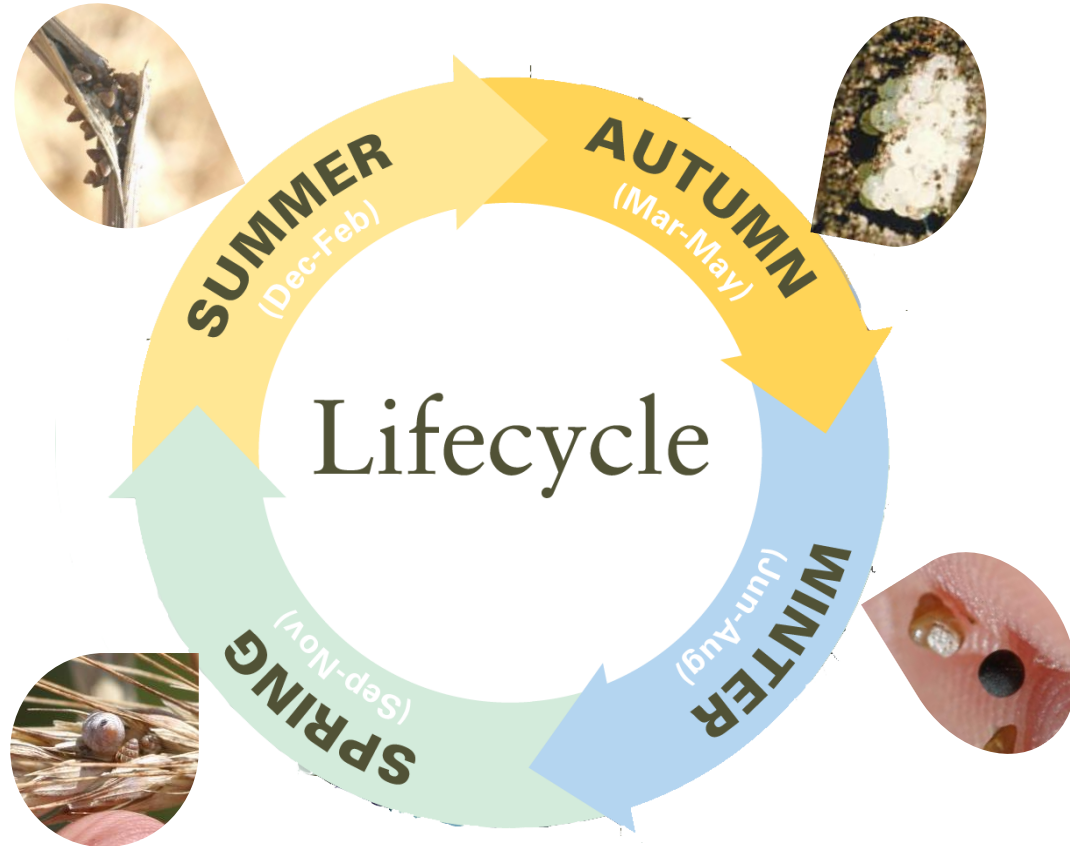 SUMMER
(Dec-Feb)
AUTUMN
(Mar-May)
Lifecycle
WINTER
(Jun-Aug)
SPRING
(Sep-Nov)